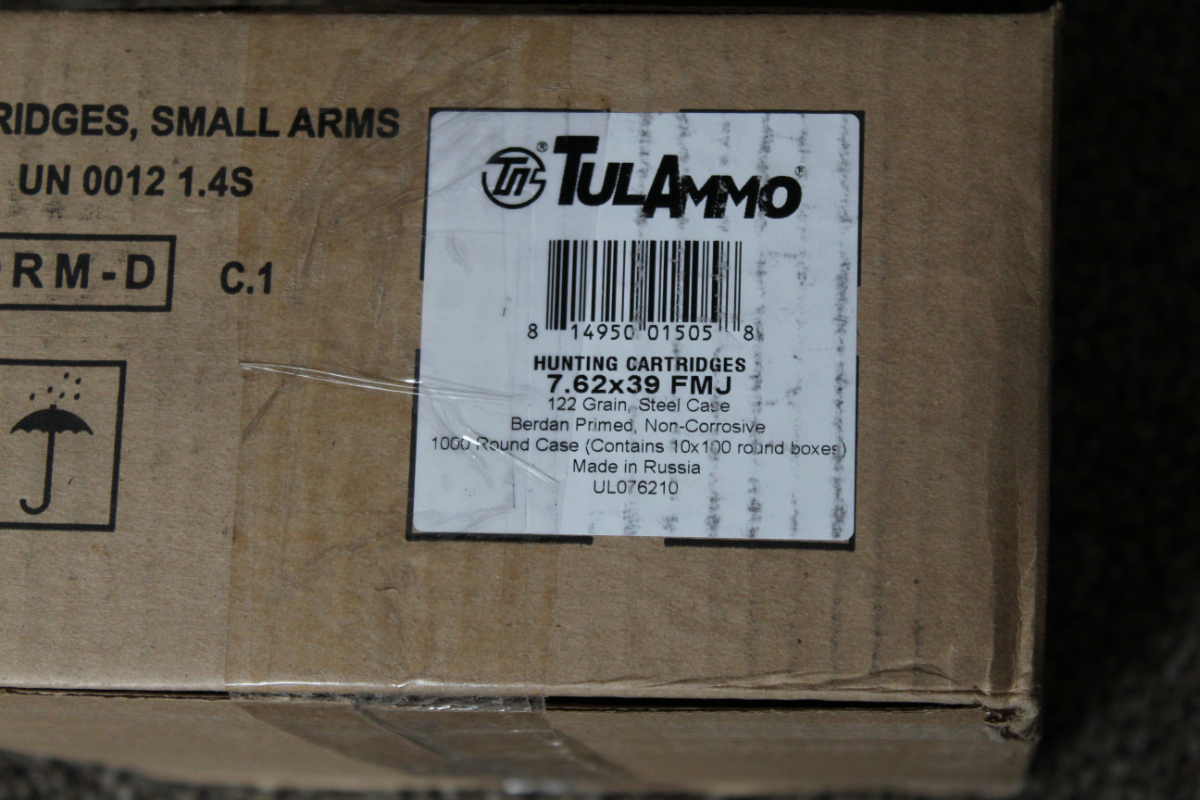 RIDGES, SMALL ARMS
UN 0012 1.4S
ORM-D
C.1
TULAMMO
8 14950 01505 8
HUNTING CARTRIDGES
7.62x39 FMJ
122 Grain, Steel Case
Berdan Primed, Non-Corrosive
1000 Round Case (Contains 10x100 round boxes)
Made in Russia
UL076210